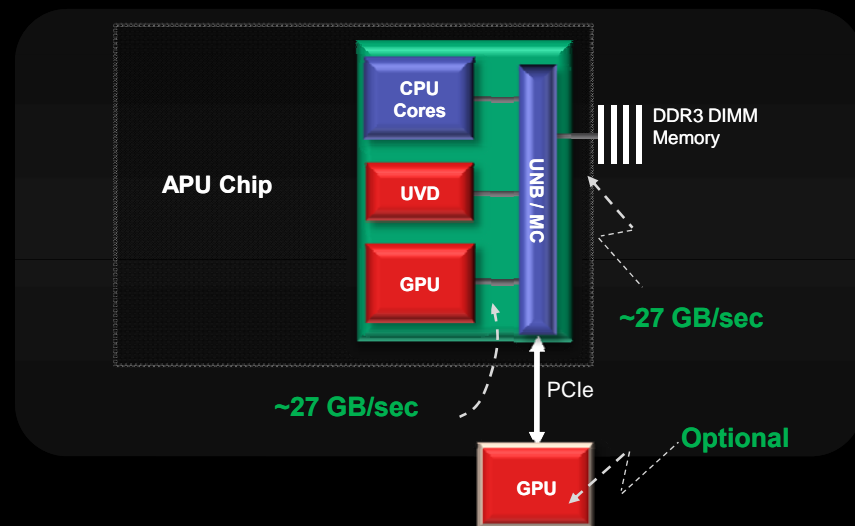 CPU
Cores
DDR3 DIMM
Memory
APU Chip
UVD
UNB / MC
GPU
~27 GB/sec
~27 GB/sec
PCIe
Optional
GPU